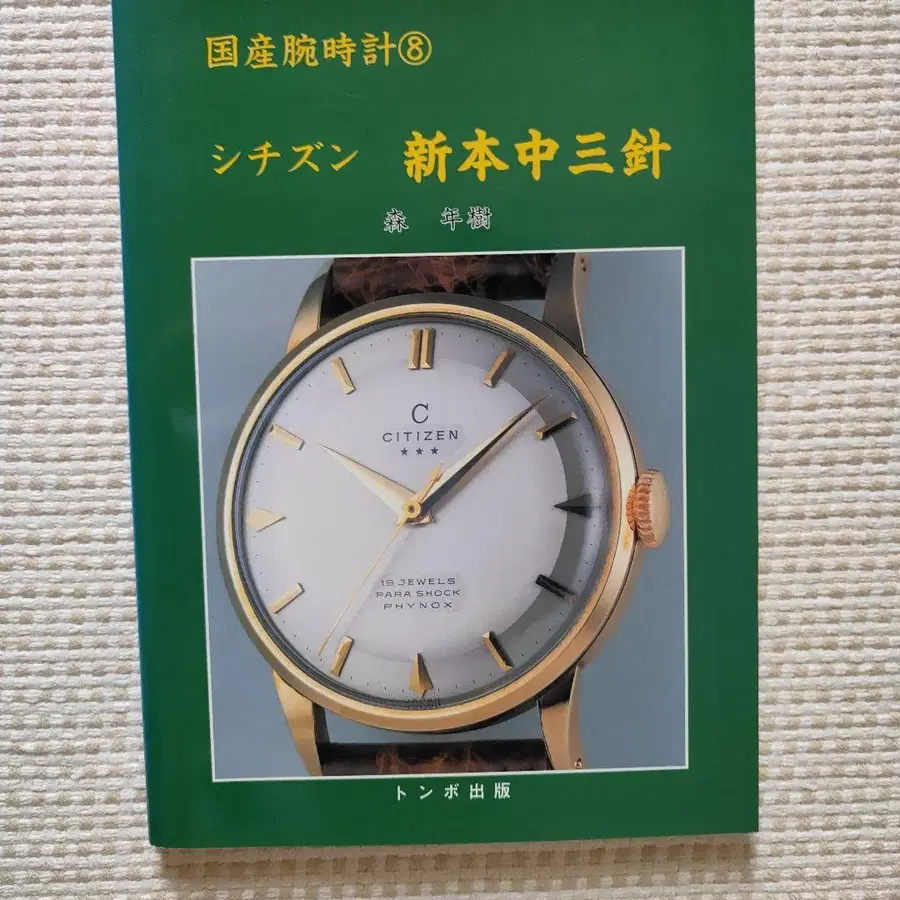 国産腕時計⑧
シチズン 新本中三針
森 年樹
C
CITIZEN
★★★
19 JEWELS
PARA SHOCK
PHYNOX
トンボ出版